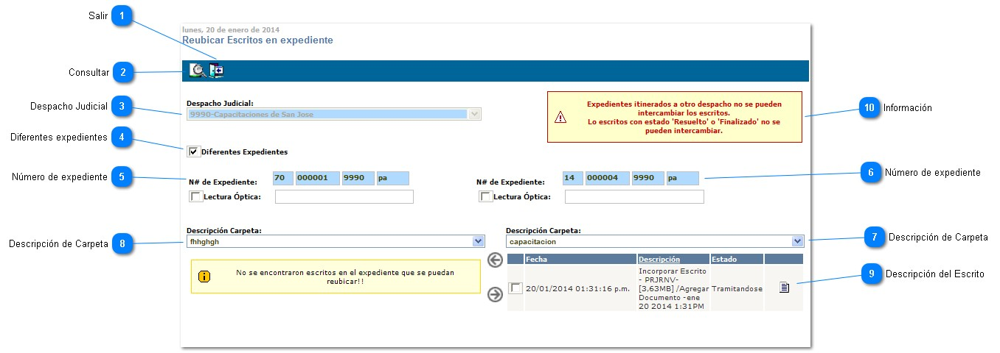 Salir 1
lunes, 20 de enero de 2014
Reubicar Escritos en expediente
Consultar 2
Despacho Judicial 3
Despacho Judicial:
9990-Capacitaciones de San Jose
Expedientes itinerados a otro despacho no se pueden
intercambiar los escritos.
Lo escritos con estado 'Resuelto' o 'Finalizado' no se
pueden intercambiar.
10 Información
Diferentes expedientes 4
Diferentes Expedientes
Número de expediente 5
N# de Expediente: 70 000001 9990 pa
N# de Expediente: 14 000004 9990 pa
6 Número de expediente
Lectura Óptica:
Lectura Óptica:
Descripción de Carpeta 8
Descripción Carpeta:
fhhghgh
Descripción Carpeta:
capacitacion
7 Descripción de Carpeta
No se encontraron escritos en el expediente que se puedan
reubicar!!
Fecha Descripción Estado
20/01/2014 01:31:16 p.m.
Incorporar Escrito
- PRJRNV-
[3,63MB] /Agregar
Documento -ene
20 2014 1:31PM
Tramitandose
9 Descripción del Escrito